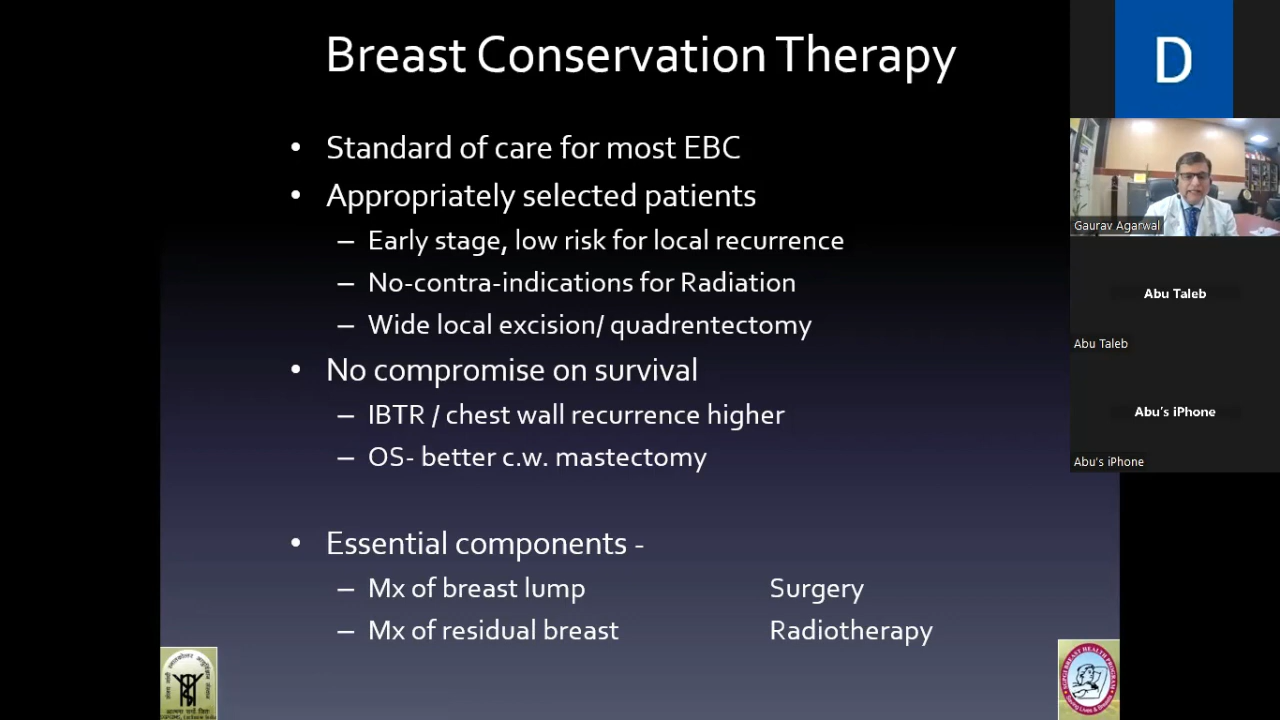 Breast Conservation Therapy
• Standard of care for most EBC
• Appropriately selected patients
– Early stage, low risk for local recurrence
– No-contra-indications for Radiation
– Wide local excision/ quadrentectomy
• No compromise on survival
– IBTR / chest wall recurrence higher
– OS- better c.w. mastectomy
• Essential components -
– Mx of breast lump Surgery
– Mx of residual breast Radiotherapy
D
Gaurav Agarwal
Abu Taleb
Abu Taleb
Abu's iPhone
Abu's iPhone